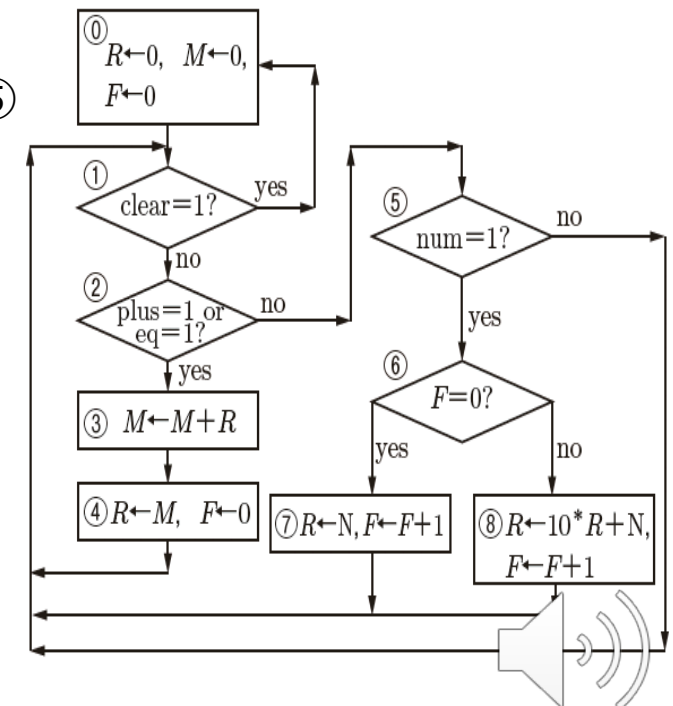 ⓪
R←0, M←0,
F←0
⑤
①
clear=1?
yes
no
②
plus=1 or
eq=1?
no
yes
③ M←M+R
④R←M, F←0
⑤
num=1?
no
yes
⑥
F=0?
yes
no
⑦R←N,F←F+1
⑧R←10*R+N,
F←F+1